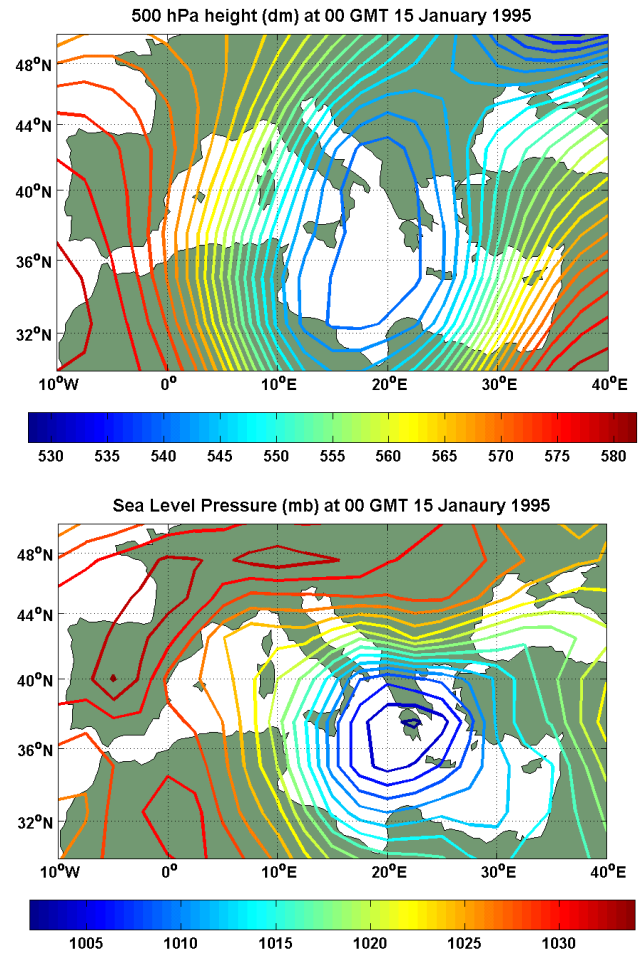 500 hPa height (dm) at 00 GMT 15 January 1995
48°N
44°N
40°N
36°N
32°N
10°W 0° 10°E 20°E 30°E 40°E
530 535 540 545 550 555 560 565 570 575 580
Sea Level Pressure (mb) at 00 GMT 15 Janaury 1995
48°N
44°N
40°N
36°N
32°N
10°W 0° 10°E 20°E 30°E 40°E
1005 1010 1015 1020 1025 1030